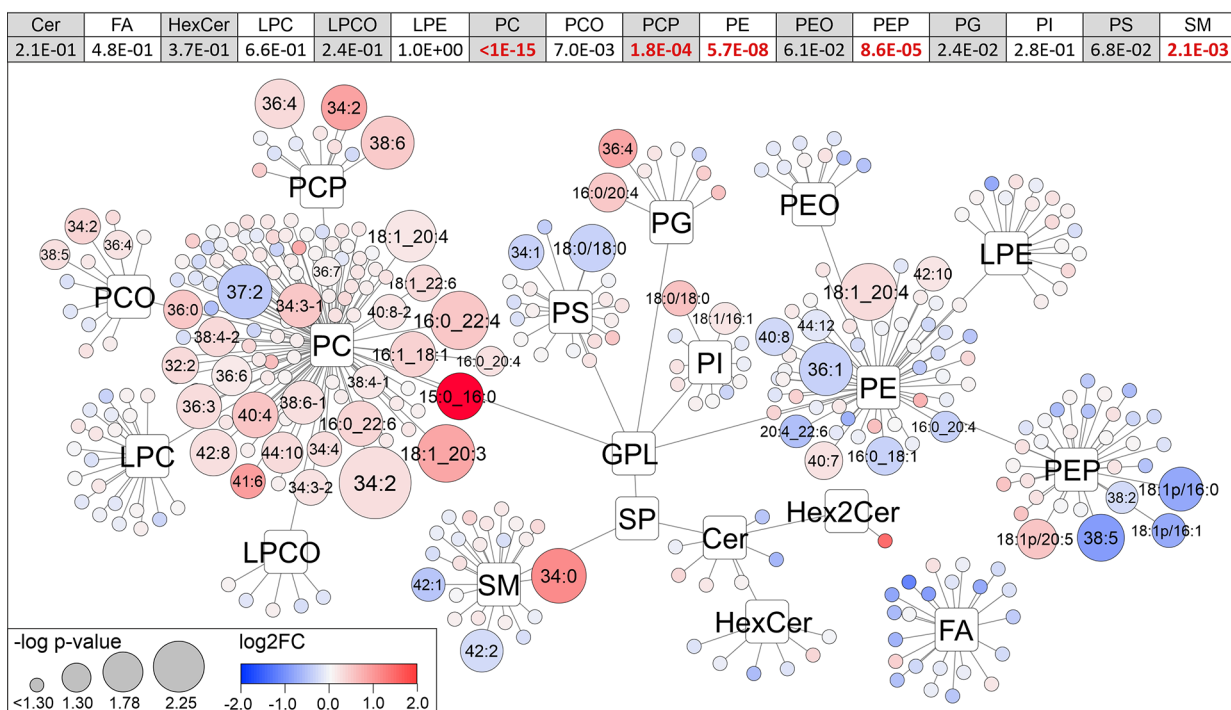 Cer FA HexCer LPC LPCO LPE PC PCO PCP PE PEO PEP PG PI PS SM
2.1E-01 4.8E-01 3.7E-01 6.6E-01 2.4E-01 1.0E+00 <1E-15 7.0E-03 1.8E-04 5.7E-08 6.1E-02 8.6E-05 2.4E-02 2.8E-01 6.8E-02 2.1E-03
36:4
34:2
38:6
PCP
34:2
36:4
38:5
PCO
18:1_20:4
36:7
18:1_22:6
37:2
34:3-1
40:8-2
36:0
16:0_22:4
38:4-2
PC
16:1_18:1
16:0_20:4
32:2
36:6
38:4-1
15:0_16:0
36:3
40:4
38:6-1
16:0_22:6
42:8
44:10
34:4
18:1_20:3
41:6
34:3-2
34:2
LPC
LPCO
36:4
16:0/20:4
PG
34:1
18:0/18:0
PS
18:0/18:0
18:1/16:1
PI
PEO
LPE
42:10
18:1_20:4
40:8
44:12
36:1
PE
20:4_22:6
16:0_20:4
40:7
16:0_18:1
PEP
18:1p/16:0
38:2
18:1p/20:5
38:5
18:1p/16:1
GPL
SP
Cer
Hex2Cer
HexCer
SM
34:0
42:1
42:2
FA
-log p-value
<1.30 1.30 1.78 2.25
log2FC
-2.0 -1.0 0.0 1.0 2.0